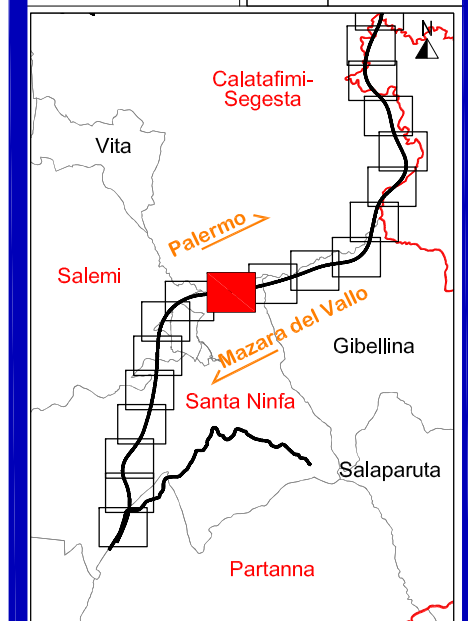 N
Calatafimi-
Segesta
Vita
Palermo
Salemi
Mazara del Vallo
Gibellina
Santa Ninfa
Salaparuta
Partanna